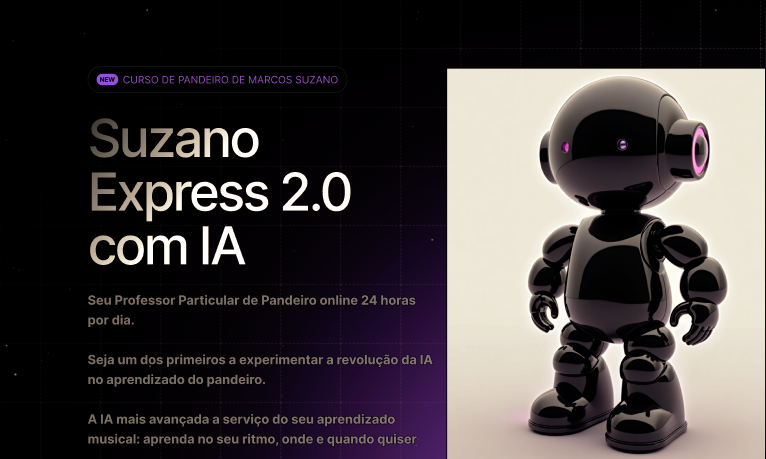 NEW CURSO DE PANDEIRO DE MARCOS SUZANO
Suzano
Express 2.0
com IA
Seu Professor Particular de Pandeiro online 24 horas
por dia.
Seja um dos primeiros a experimentar a revolução da IA
no aprendizado do pandeiro.
A IA mais avançada a serviço do seu aprendizado
musical: aprenda no seu ritmo, onde e quando quiser